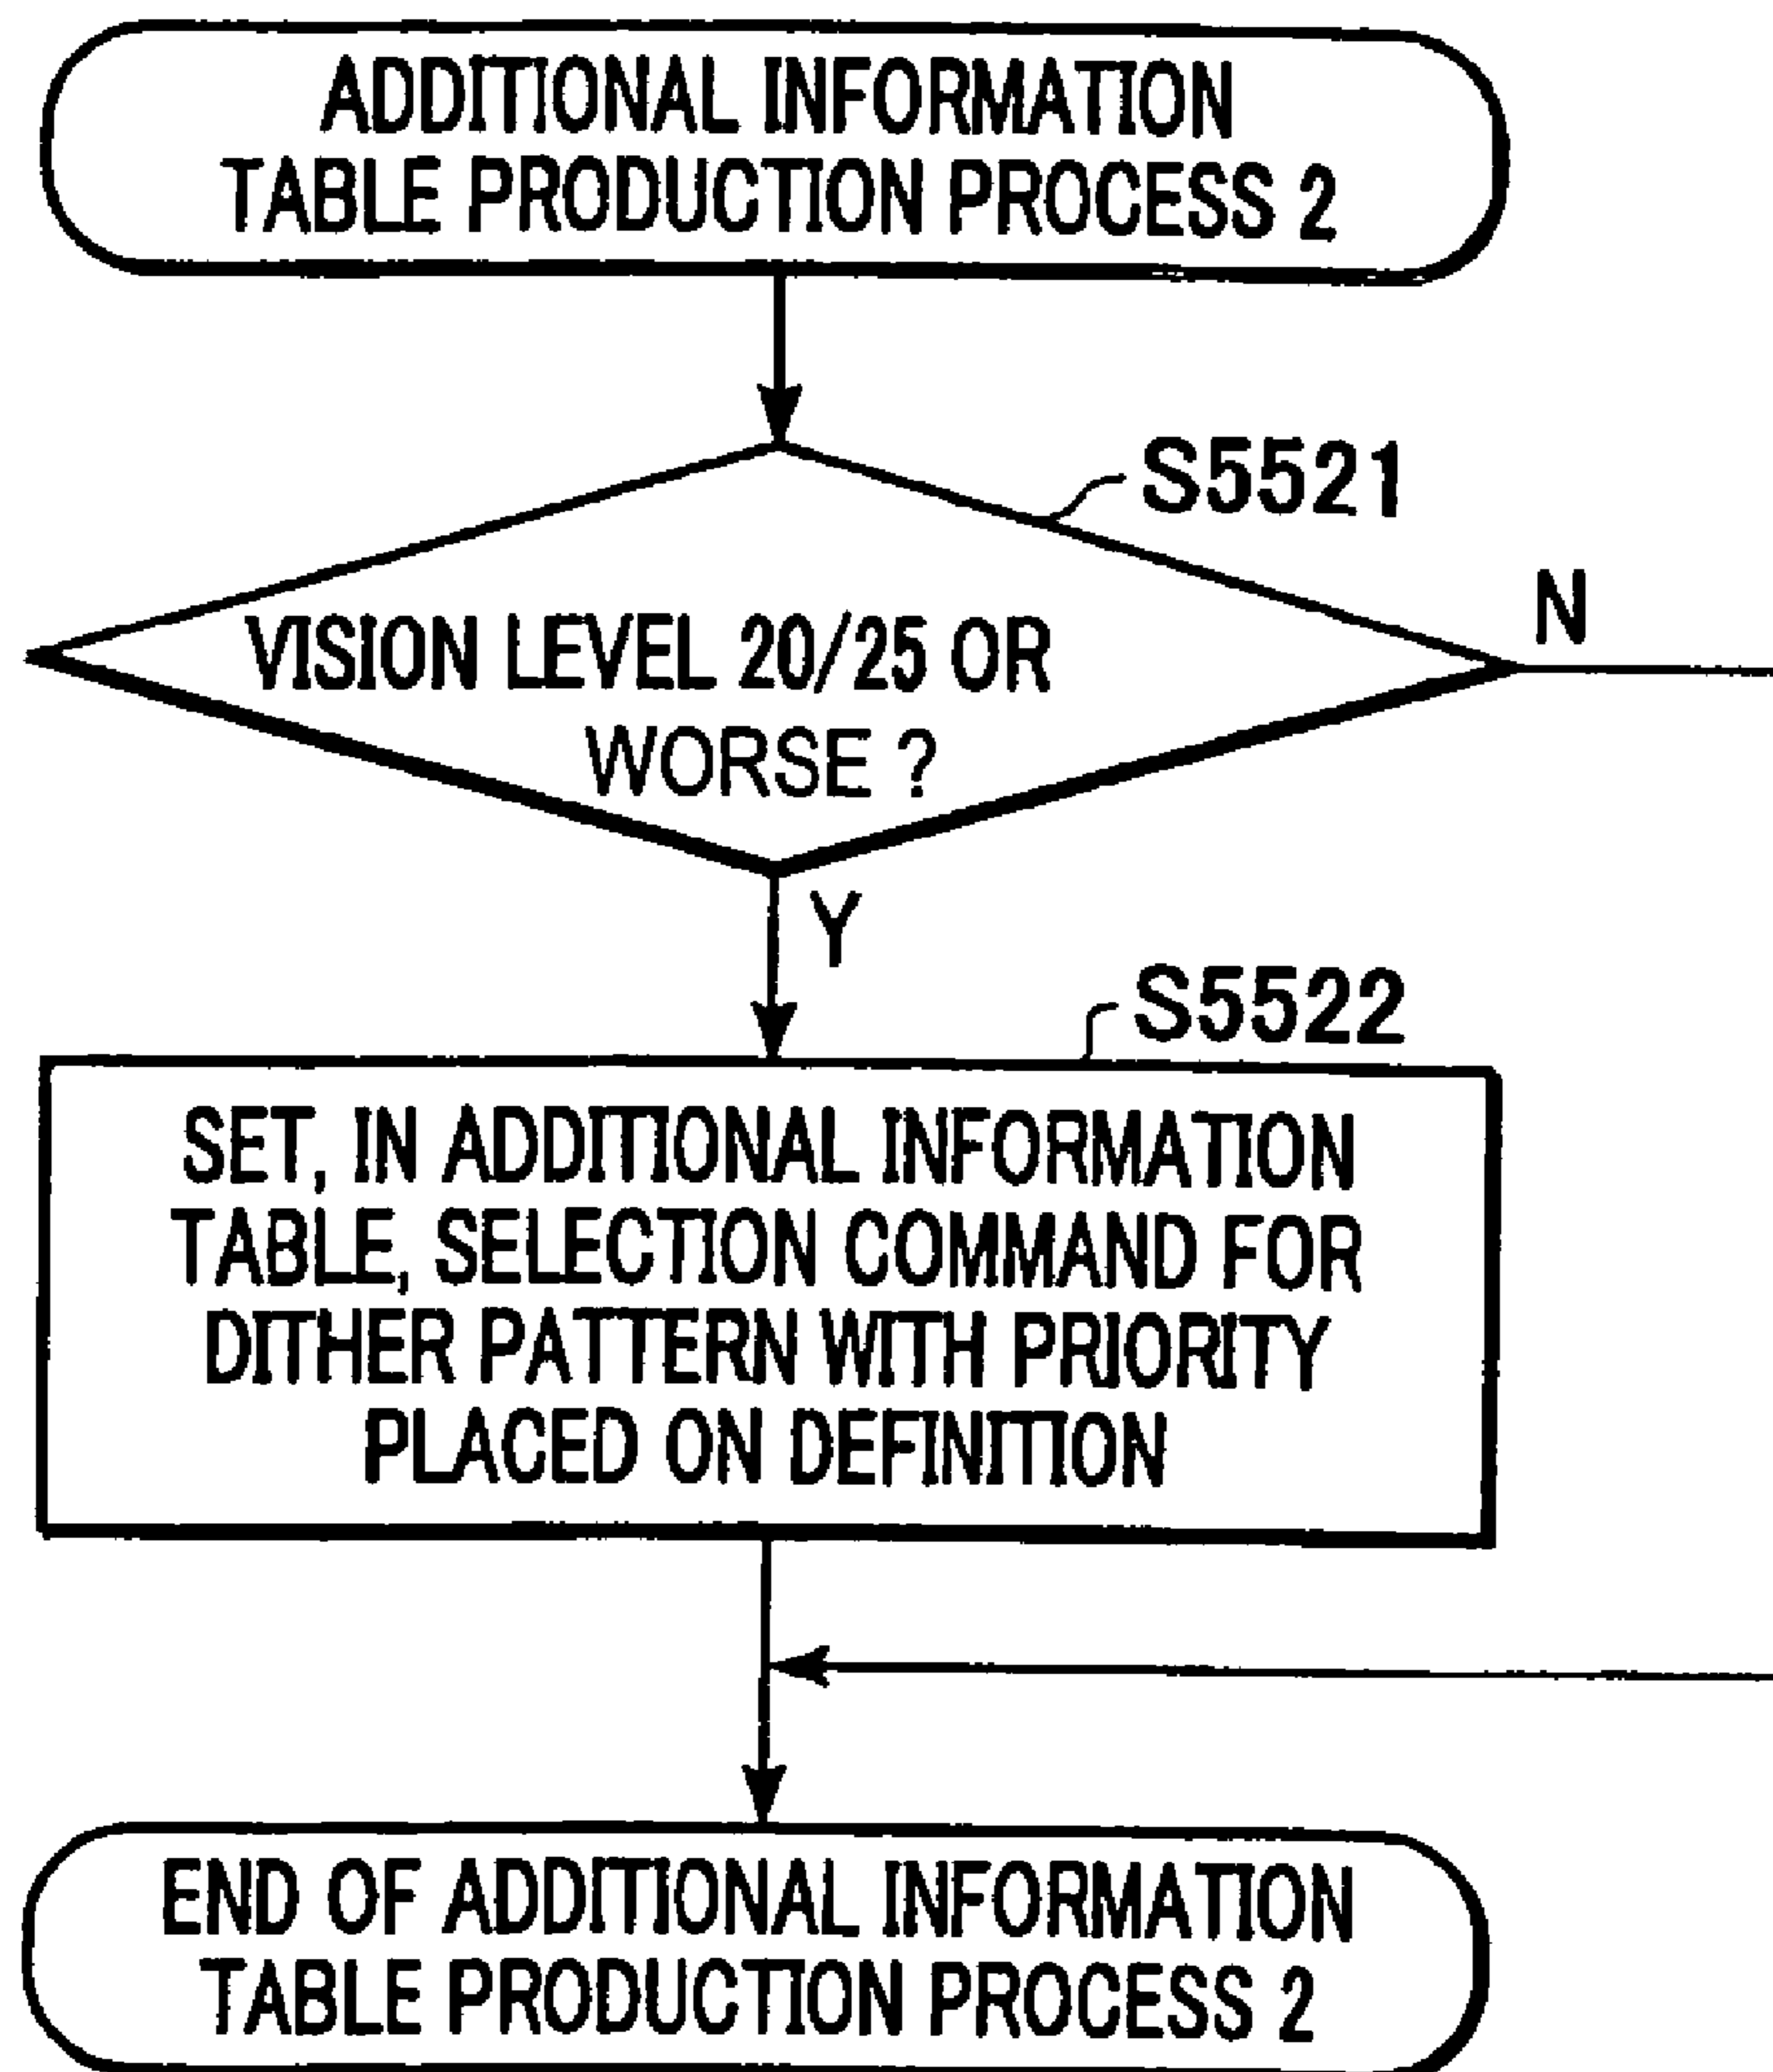 ADDITIONAL INFORMATION
TABLE PRODUCTION PROCESS 2
S5521
N
VISION LEVEL 20/25 OR
WORSE ?
Y
S5522
SET, IN ADDITIONAL INFORMATION
TABLE, SELECTION COMMAND FOR
DITHER PATTERN WITH PRIORITY
PLACED ON DEFINITION
END OF ADDITIONAL INFORMATION
TABLE PRODUCTION PROCESS 2